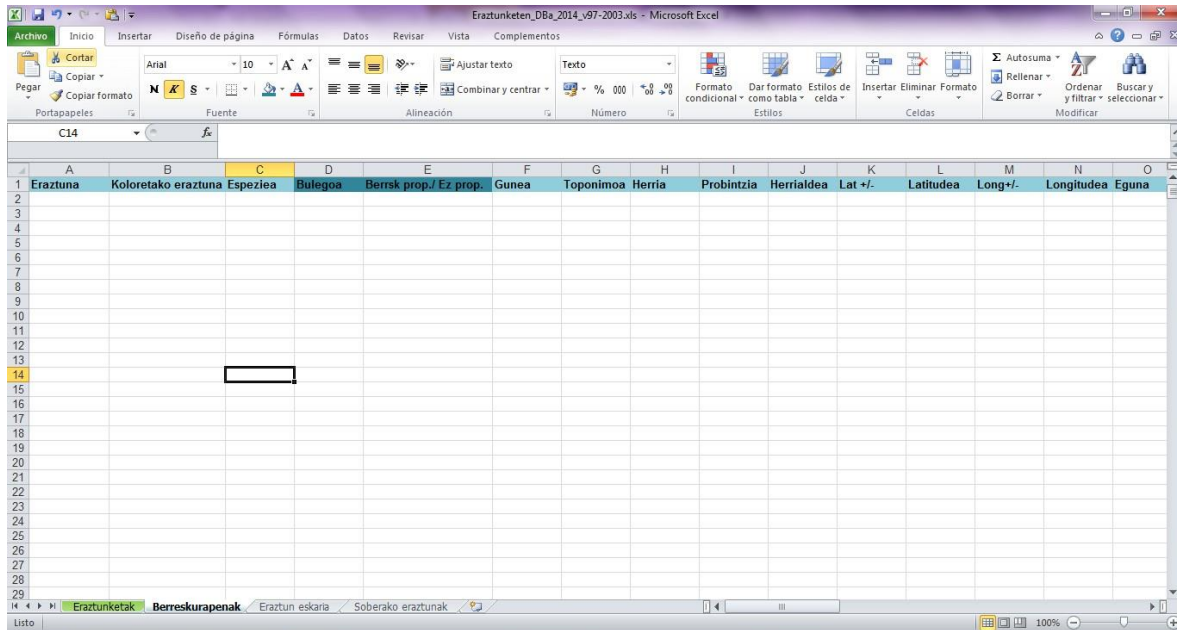 Eraztunketen_DBa_2014_v97-2003.xls - Microsoft Excel
Archivo Inicio Insertar Diseño de página Fórmulas Datos Revisar Vista Complementos
Pegar
Cortar
Copiar
Copiar formato
Portapapeles
Arial 10
N K S
Fuente
Ajustar texto
Combinar y centrar
Alineación
Texto
% 000
Número
Formato condicional
Dar formato como tabla
Estilos de celda
Estilos
Insertar Eliminar Formato
Celdas
Σ Autosuma
Rellenar
Borrar
Ordenar y filtrar
Buscar y seleccionar
Modificar
C14 fx
A B C D E F G H I J K L M N O
1 Eraztuna Koloretako eraztuna Espeziea Bulegoa Berrsk prop./ Ez prop. Gunea Toponimoa Herria Probintzia Herrialdea Lat +/- Latitudea Long+/- Longitudea Eguna
2
3
4
5
6
7
8
9
10
11
12
13
14
15
16
17
18
19
20
21
22
23
24
25
26
27
28
29
Eraztunketak Berreskurapenak Eraztun eskaria Soberako eraztunak
Listo 100%